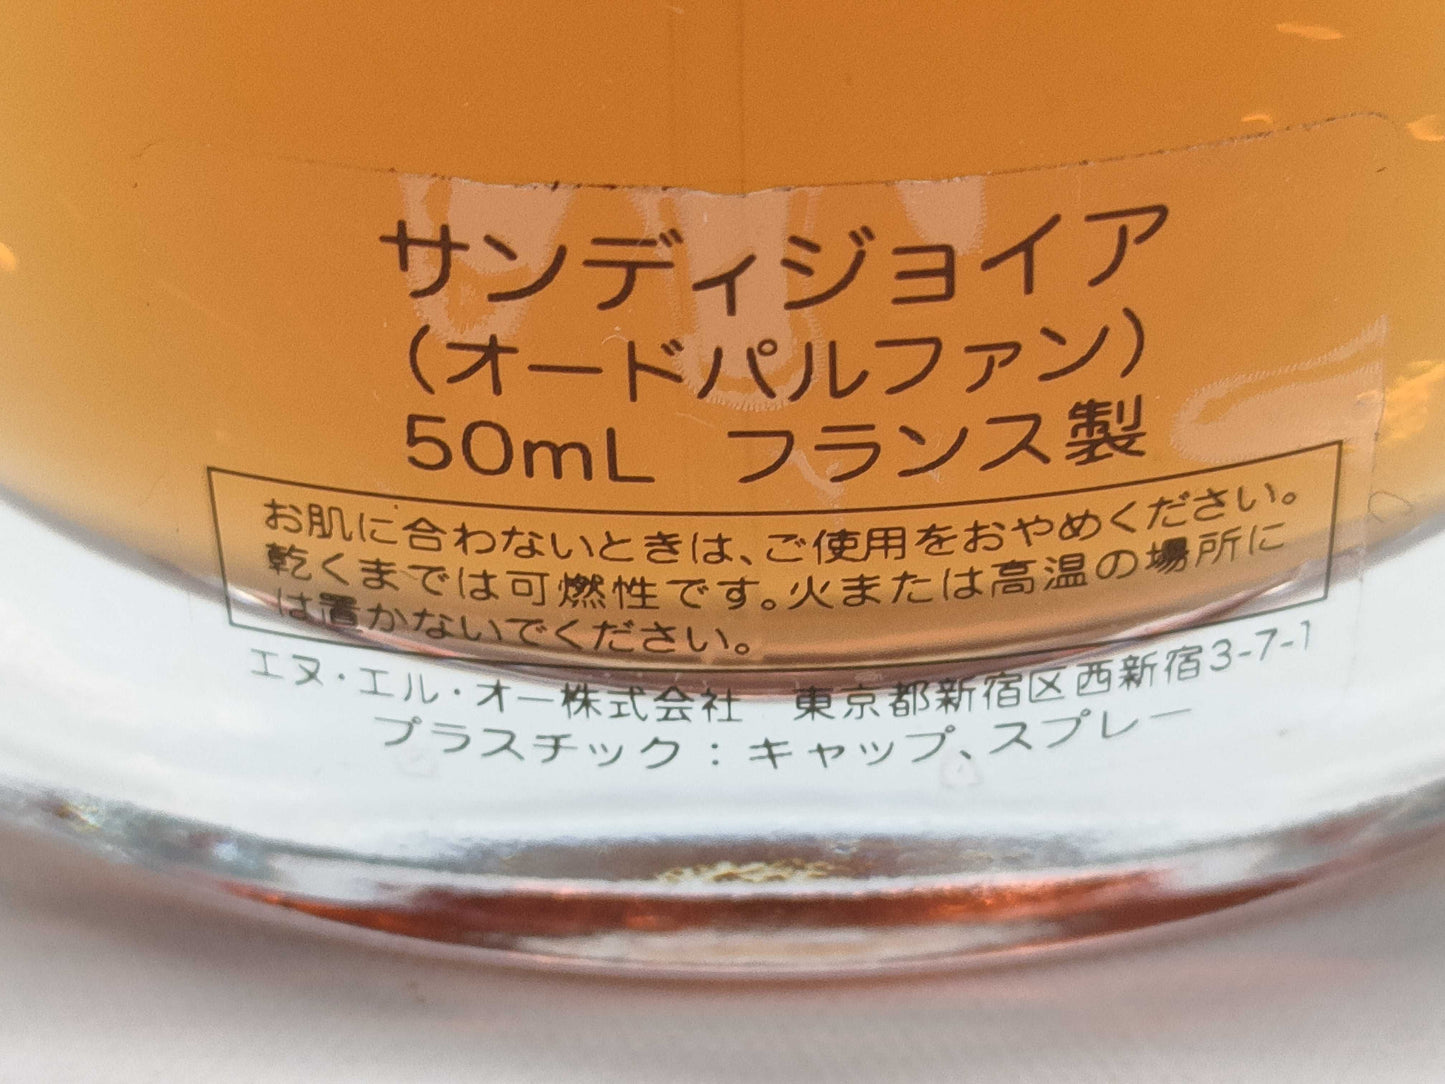 サンディジョイア
(オードパルファン)
50mL フランス製
お肌に合わないときは、ご使用をおやめください。
乾くまでは可燃性です。火または高温の場所に
は置かないでください。
エヌ・エル・オー株式会社 東京都新宿区西新宿3-7-1
プラスチック：キャップ、スプレー